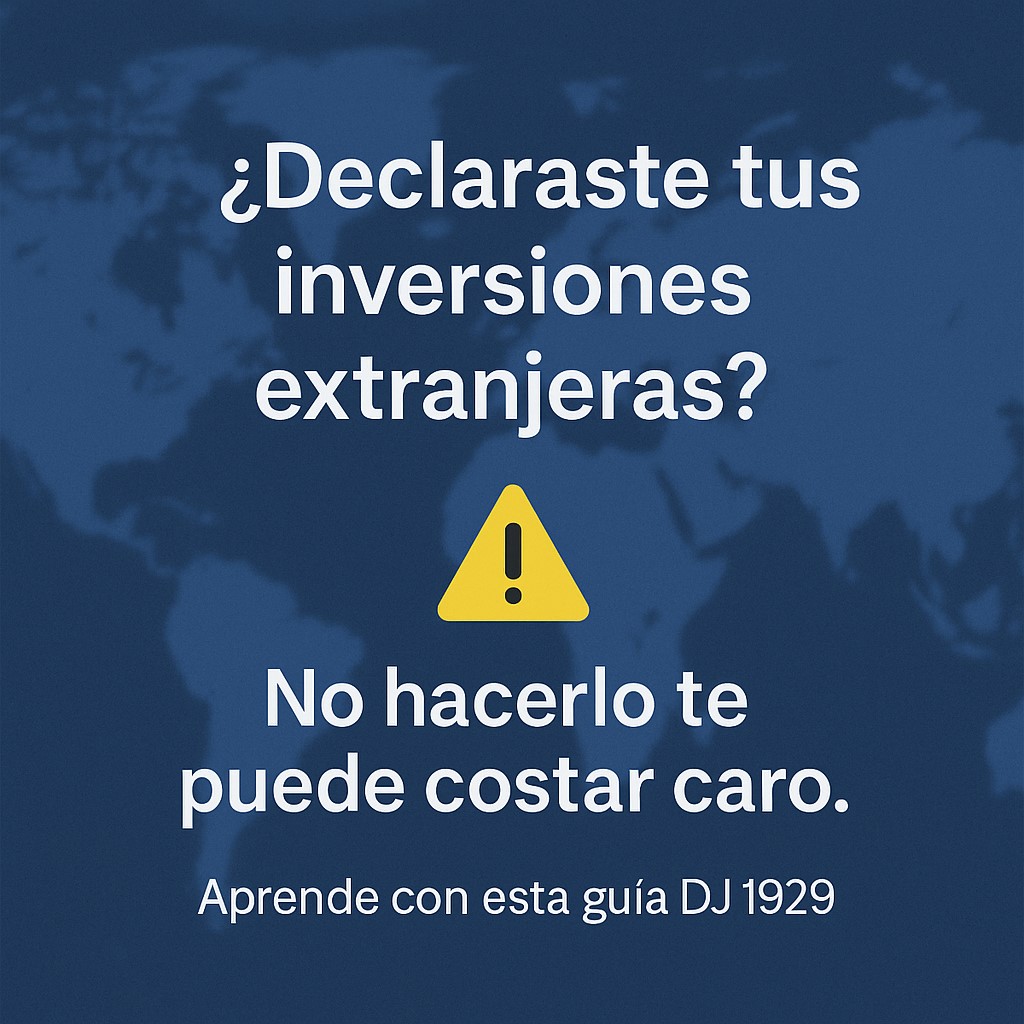 ¿Declaraste tus
inversiones
extranjeras?
No hacerlo te
puede costar caro.
Aprende con esta guía DJ 1929